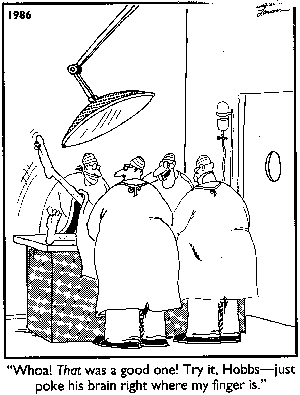 1986
"Whoa! That was a good one! Try it, Hobbs—just
poke his brain right where my finger is."